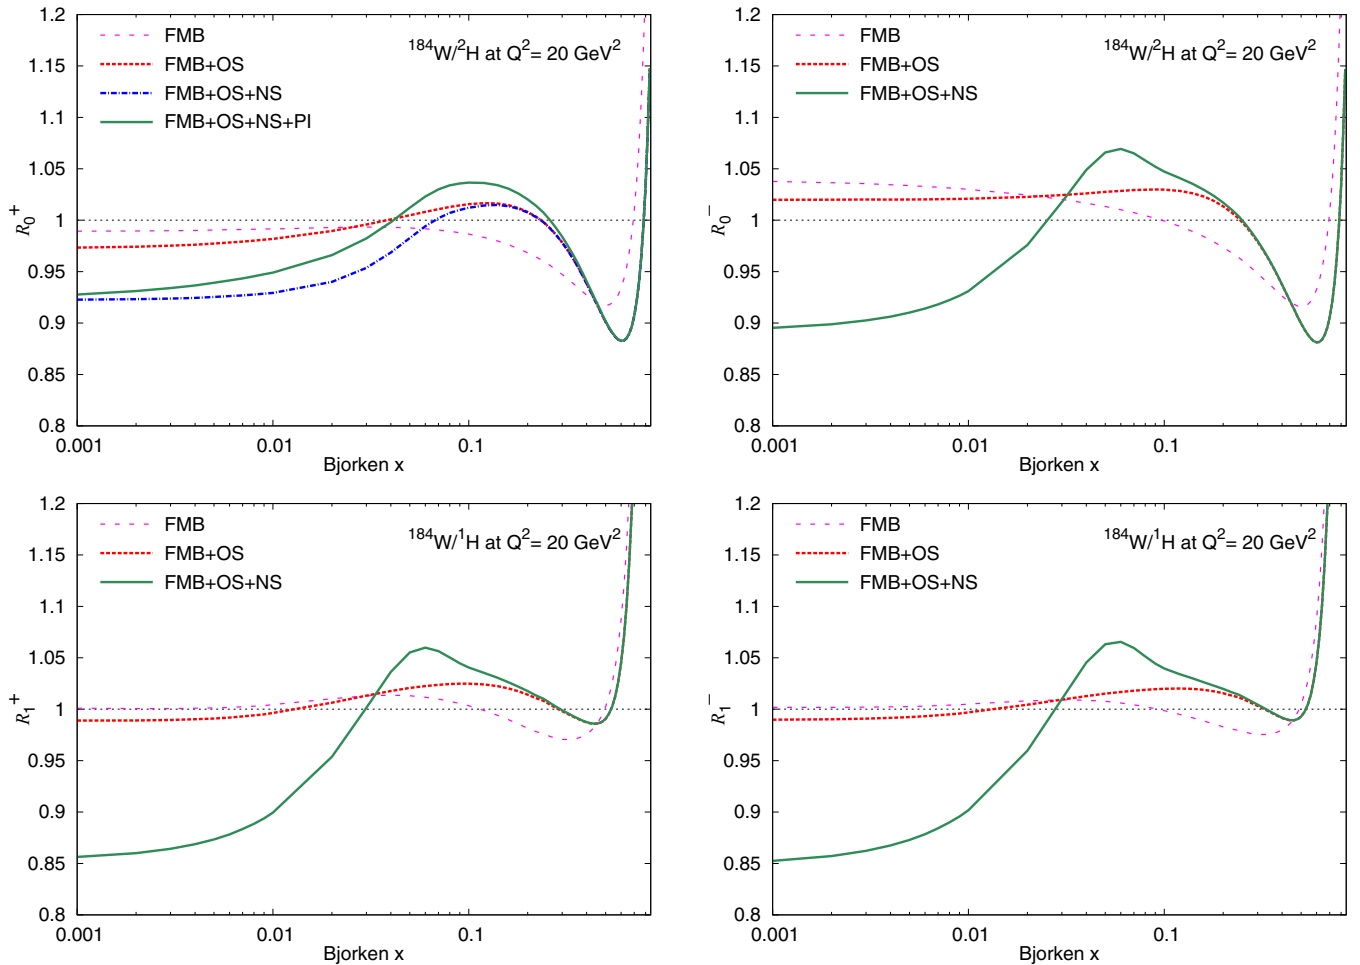 1.2
1.15
1.1
1.05
1
0.95
0.9
0.85
0.8
R₀⁺
FMB
FMB+OS
FMB+OS+NS
FMB+OS+NS+PI
¹⁸⁴W/²H at Q²= 20 GeV²
0.001 0.01 0.1
Bjorken x
1.2
1.15
1.1
1.05
1
0.95
0.9
0.85
0.8
R₀⁻
FMB
FMB+OS
FMB+OS+NS
¹⁸⁴W/²H at Q²= 20 GeV²
0.001 0.01 0.1
Bjorken x
1.2
1.15
1.1
1.05
1
0.95
0.9
0.85
0.8
R₁⁺
FMB
FMB+OS
FMB+OS+NS
¹⁸⁴W/¹H at Q²= 20 GeV²
0.001 0.01 0.1
Bjorken x
1.2
1.15
1.1
1.05
1
0.95
0.9
0.85
0.8
R₁⁻
FMB
FMB+OS
FMB+OS+NS
¹⁸⁴W/¹H at Q²= 20 GeV²
0.001 0.01 0.1
Bjorken x